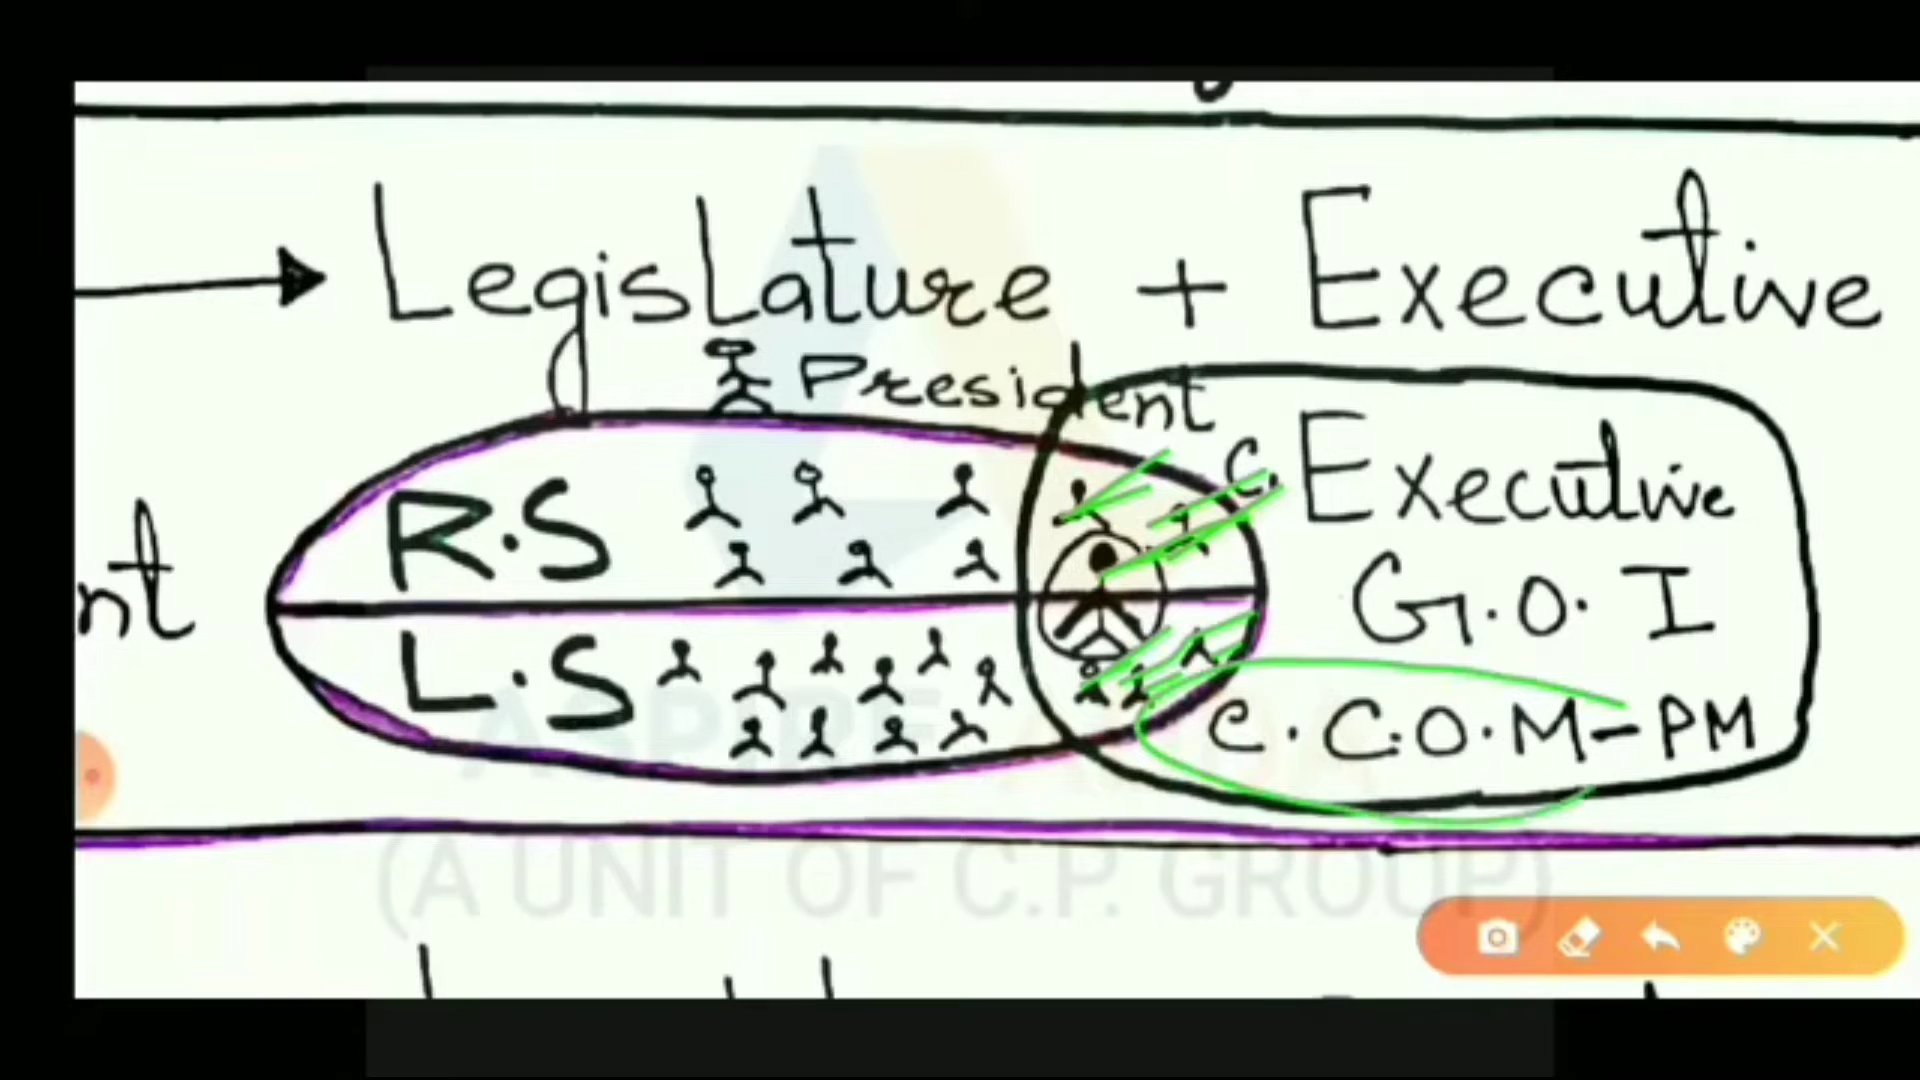 Legislature + Executive
President
nt
R.S
L.S
C. Executive
G.O.I
C.C.O.M-PM
(A UNIT OF C.P. GROUP)